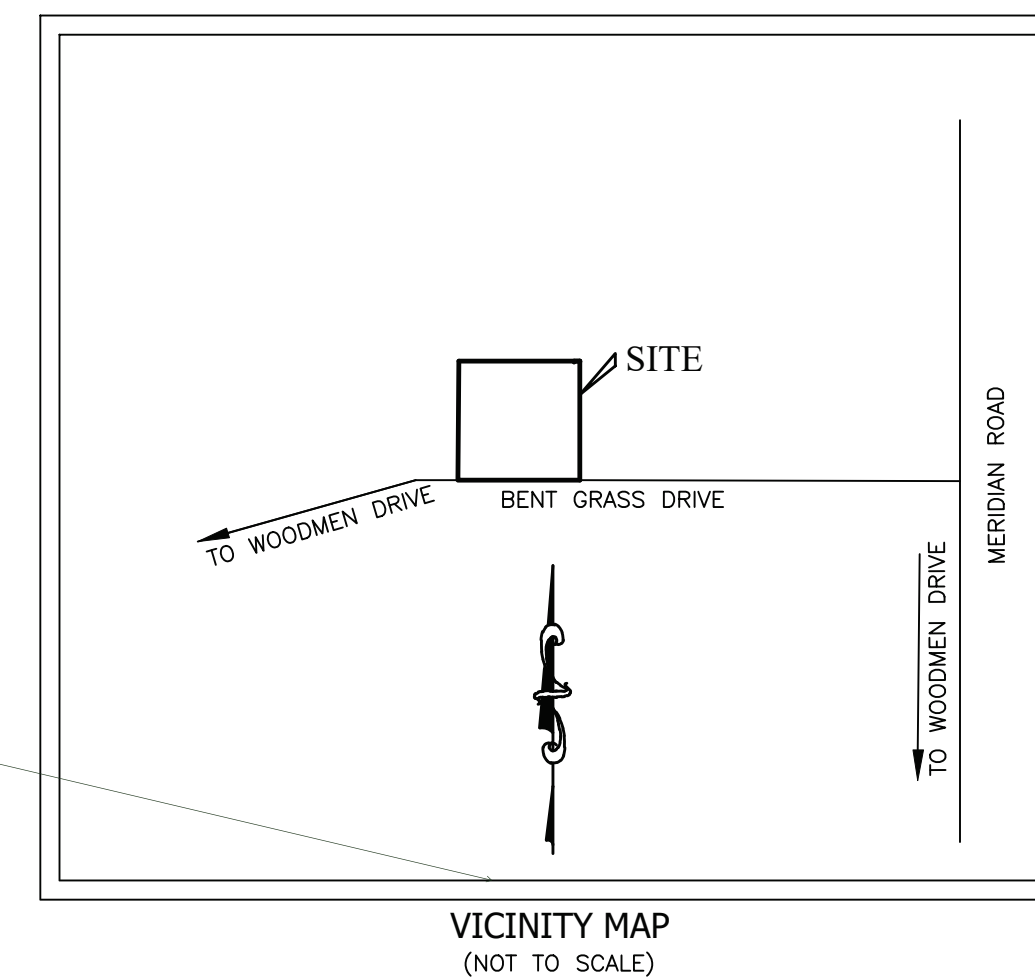 SITE
MERIDIAN ROAD
BENT GRASS DRIVE
TO WOODMEN DRIVE
TO WOODMEN DRIVE
VICINITY MAP
(NOT TO SCALE)